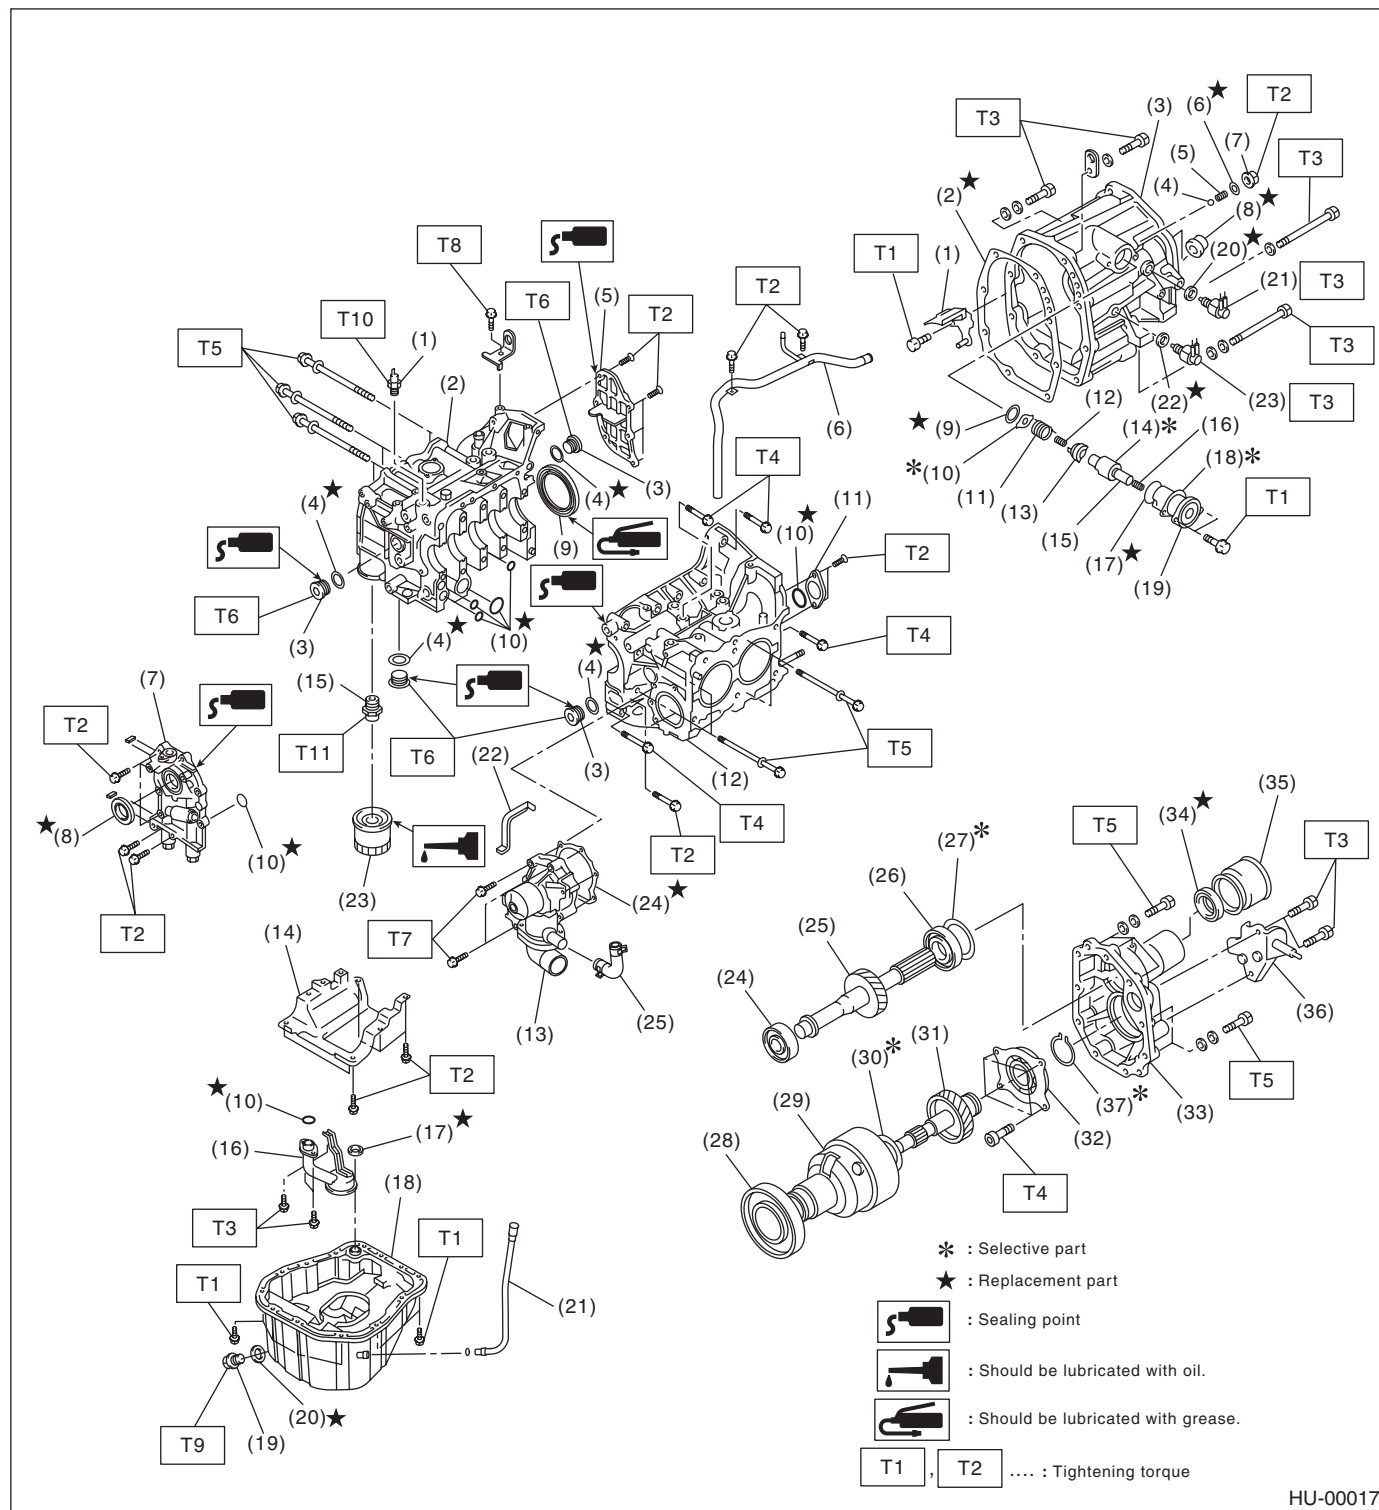 T3
(3)
(6)★
T2
(7)
(5)
T3
(4)
(2)★
(8)★
T8
(20)★
T1
(1)
T2
T6
(5)
T2
(21)
T3
T10
(1)
T5
(2)
T3
(12)
(22)★
(23)
T3
★
(9)
(14)*
(16)
(6)
*(10)
(18)*
T4
(11)
(13)
T1
(4)★
(4)★
(3)
(11)
(15)
(10)★
(17)★
(9)
T2
(19)
T6
(3)
(4)★
(10)★
★
(4)
T4
(7)
(15)
T2
T11
T6
(22)
(3)
(12)
T5
(35)
★(8)
(10)★
T4
T5
(34)★
T2
(27)*
T3
(23)
(24)★
(26)
T2
T7
(14)
(25)
(24)
(13)
(25)
(36)
(30)*
(31)
T2
T5
★(10)
(29)
(37)*
(33)
(17)★
(32)
(16)
(28)
(18)
T4
T3
T1
* : Selective part
T1
★ : Replacement part
(21)
: Sealing point
: Should be lubricated with oil.
(20)★
: Should be lubricated with grease.
T9
(19)
T1 , T2 .... : Tightening torque
HU-00017